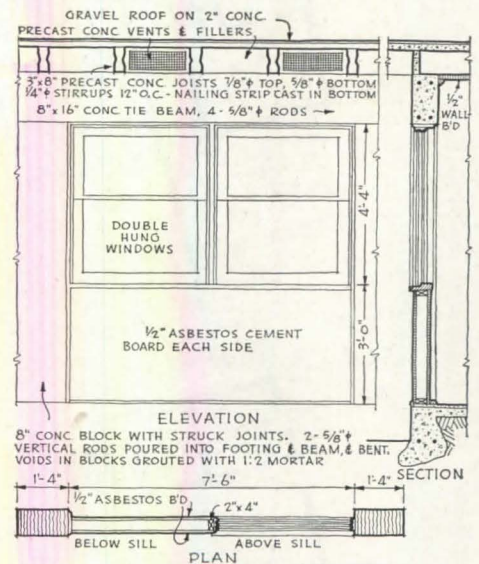 GRAVEL ROOF ON 2" CONC.
PRECAST CONC. VENTS & FILLERS
3"x8" PRECAST CONC. JOISTS 7/8"ϕ TOP, 5/8"ϕ BOTTOM
1/4"ϕ STIRRUPS 12" O.C. - NAILING STRIP CAST IN BOTTOM
8"x 16" CONC. TIE BEAM, 4 - 5/8"ϕ RODS
1/2"
WALL
B'D
DOUBLE
HUNG
WINDOWS
4'-4"
1/2" ASBESTOS CEMENT
BOARD EACH SIDE
3'-0"
ELEVATION
8" CONC. BLOCK WITH STRUCK JOINTS. 2 - 5/8"ϕ
VERTICAL RODS POURED INTO FOOTING & BEAM, & BENT.
VOIDS IN BLOCKS GROUTED WITH 1:2 MORTAR
SECTION
1'-4" 7'-6" 1'-4"
1/2" ASBESTOS B'D 2"x 4"
BELOW SILL ABOVE SILL
PLAN